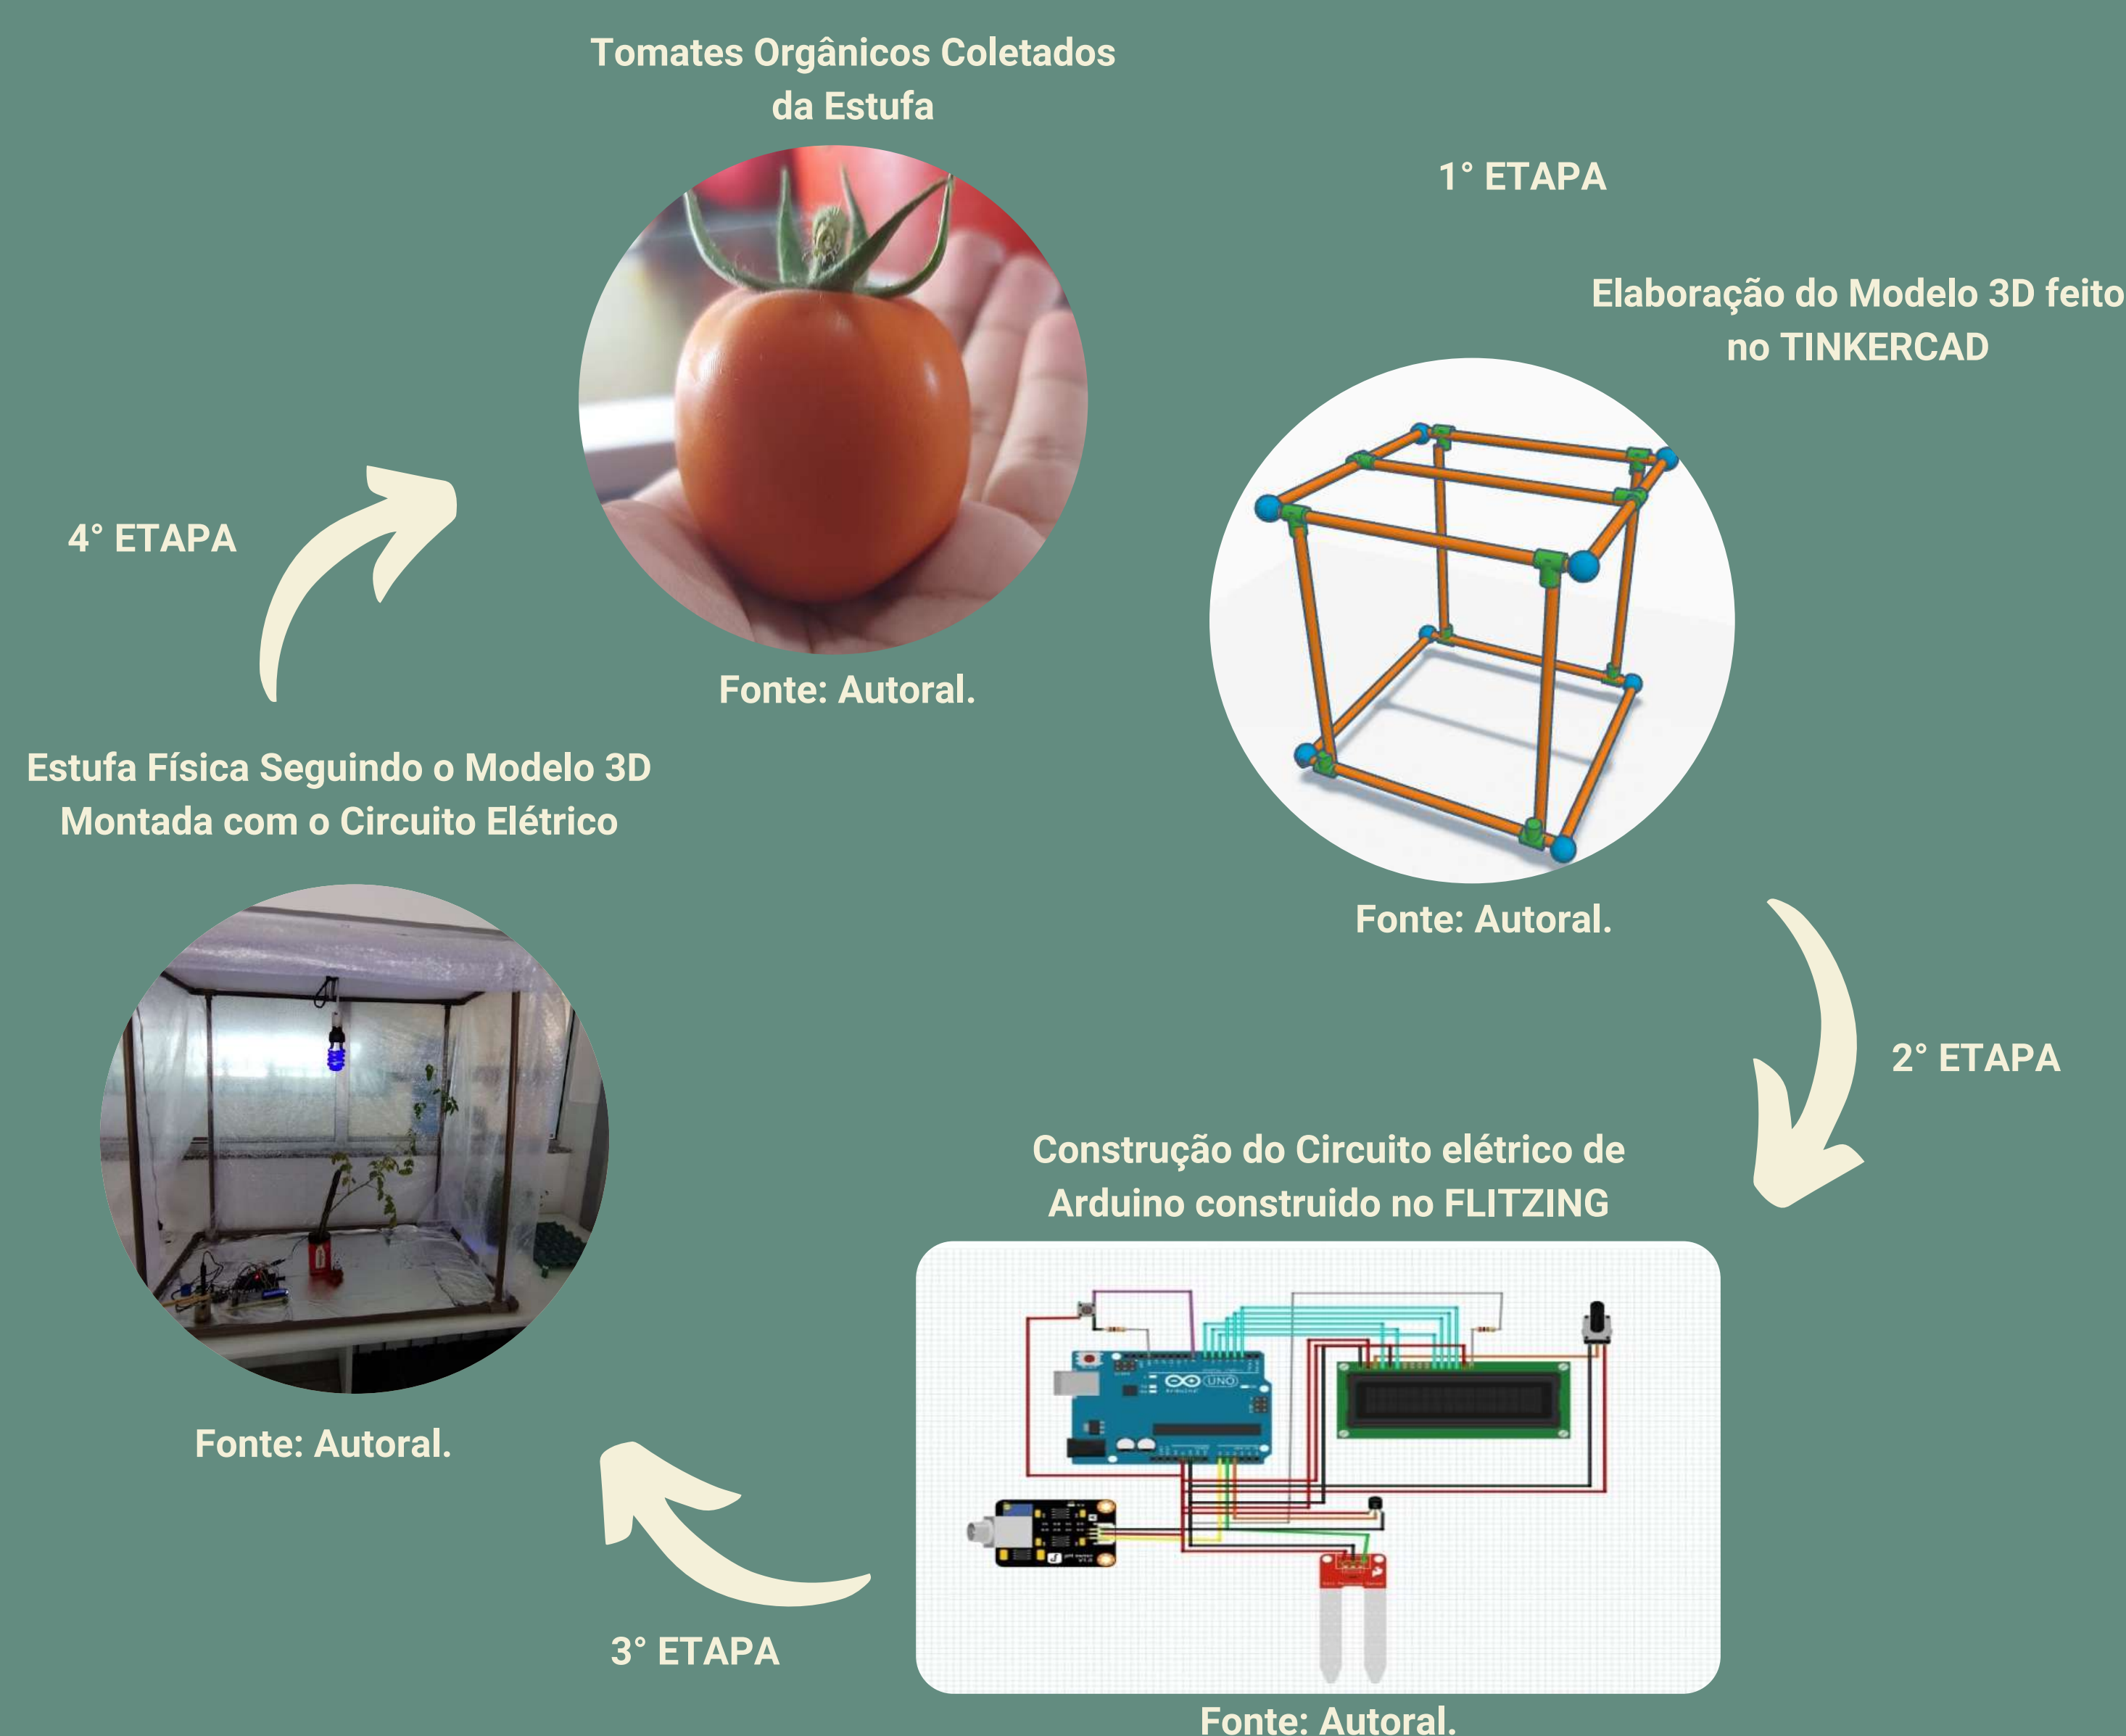 Tomates Orgânicos Coletados
da Estufa
Fonte: Autoral.
1° ETAPA
Elaboração do Modelo 3D feito
no TINKERCAD
Fonte: Autoral.
2° ETAPA
Construção do Circuito elétrico de
Arduino construido no FLITZING
UNO
Fonte: Autoral.
3° ETAPA
Estufa Física Seguindo o Modelo 3D
Montada com o Circuito Elétrico
Fonte: Autoral.
4° ETAPA